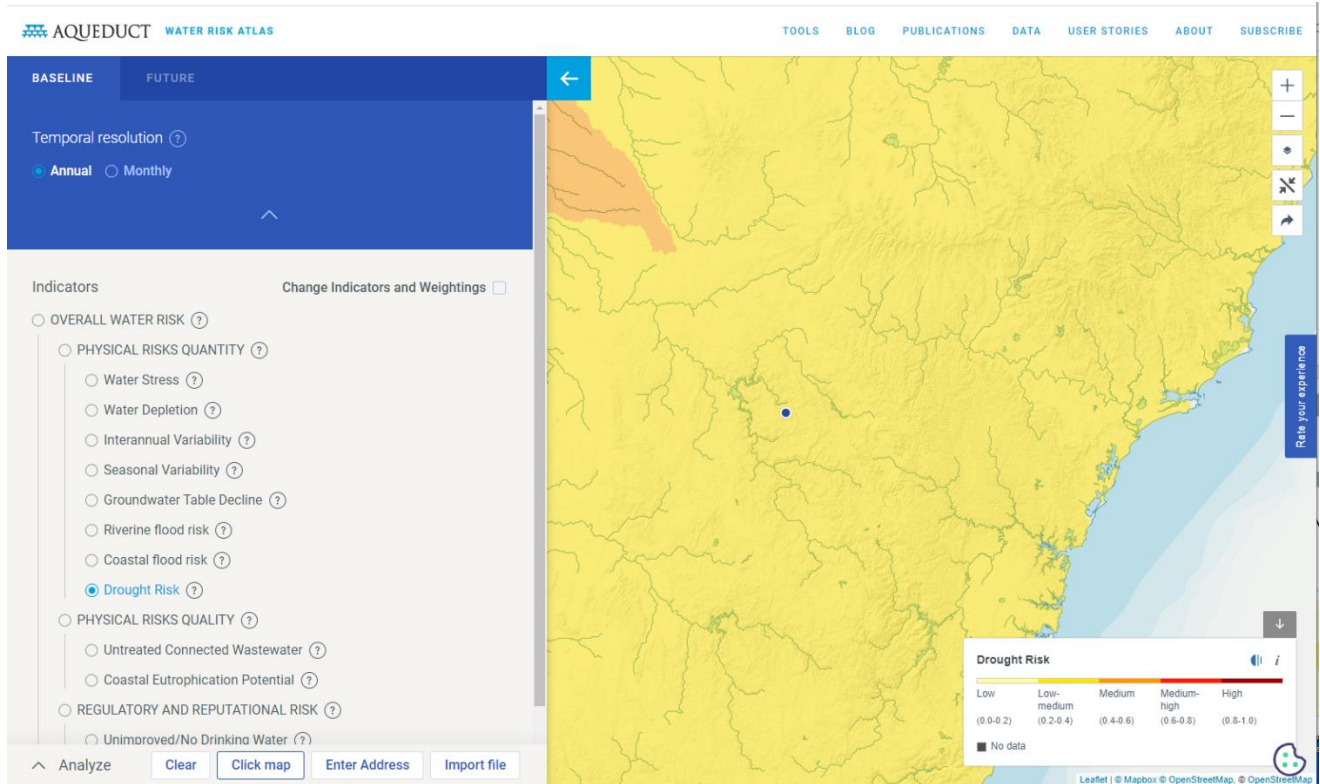 AQUEDUCT WATER RISK ATLAS
TOOLS BLOG PUBLICATIONS DATA USER STORIES ABOUT SUBSCRIBE
BASELINE FUTURE
Temporal resolution ?
Annual Monthly
Indicators Change Indicators and Weightings
OVERALL WATER RISK ?
PHYSICAL RISKS QUANTITY ?
Water Stress ?
Water Depletion ?
Interannual Variability ?
Seasonal Variability ?
Groundwater Table Decline ?
Riverine flood risk ?
Coastal flood risk ?
Drought Risk ?
PHYSICAL RISKS QUALITY ?
Untreated Connected Wastewater ?
Coastal Eutrophication Potential ?
REGULATORY AND REPUTATIONAL RISK ?
Unimproved/No Drinking Water ?
Analyze Clear Click map Enter Address Import file
Rate your experience
Drought Risk i
Low Low-medium Medium Medium-high High
(0.0-0.2) (0.2-0.4) (0.4-0.6) (0.6-0.8) (0.8-1.0)
No data
Leaflet | © Mapbox © OpenStreetMap, © OpenStreetMap